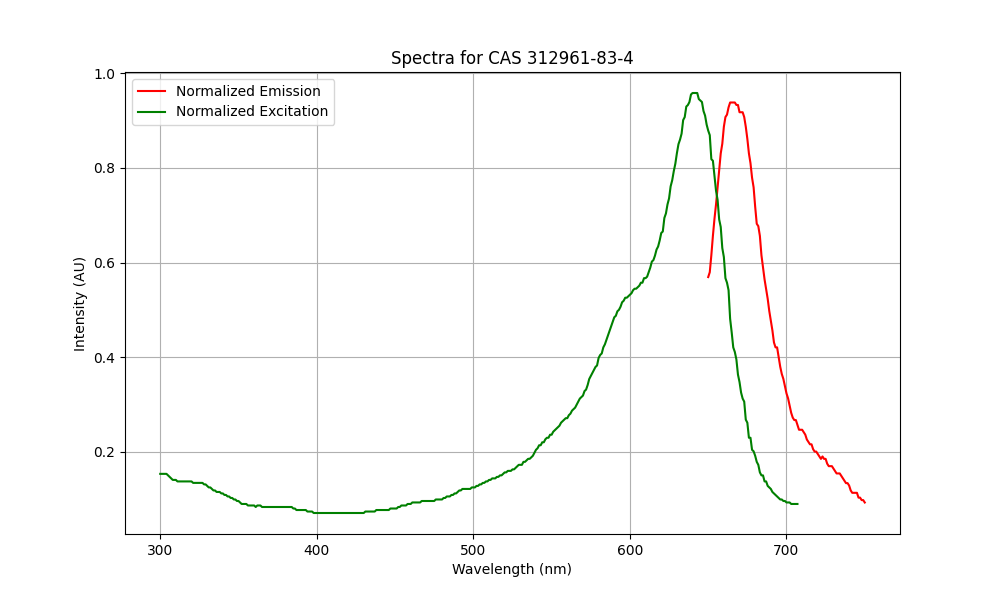 Spectra for CAS 312961-83-4
Normalized Emission
Normalized Excitation
1.0
0.8
0.6
0.4
0.2
Intensity (AU)
300 400 500 600 700
Wavelength (nm)